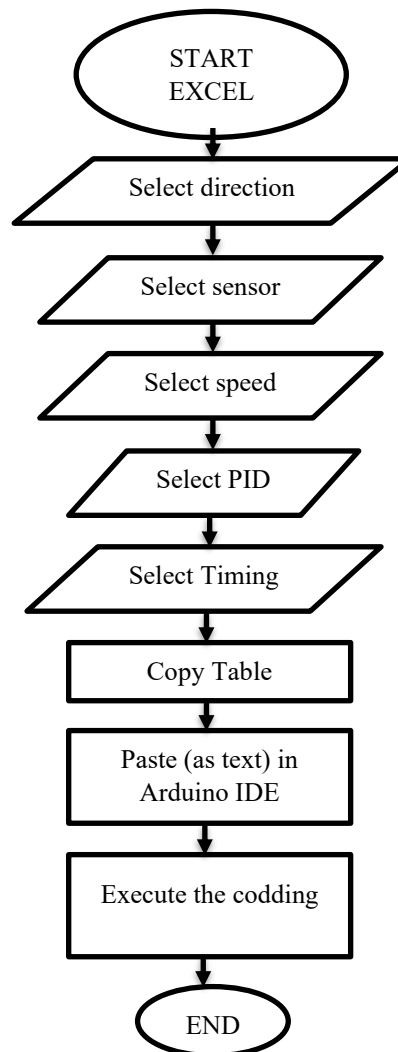 START
EXCEL
Select direction
Select sensor
Select speed
Select PID
Select Timing
Copy Table
Paste (as text) in
Arduino IDE
Execute the codding
END